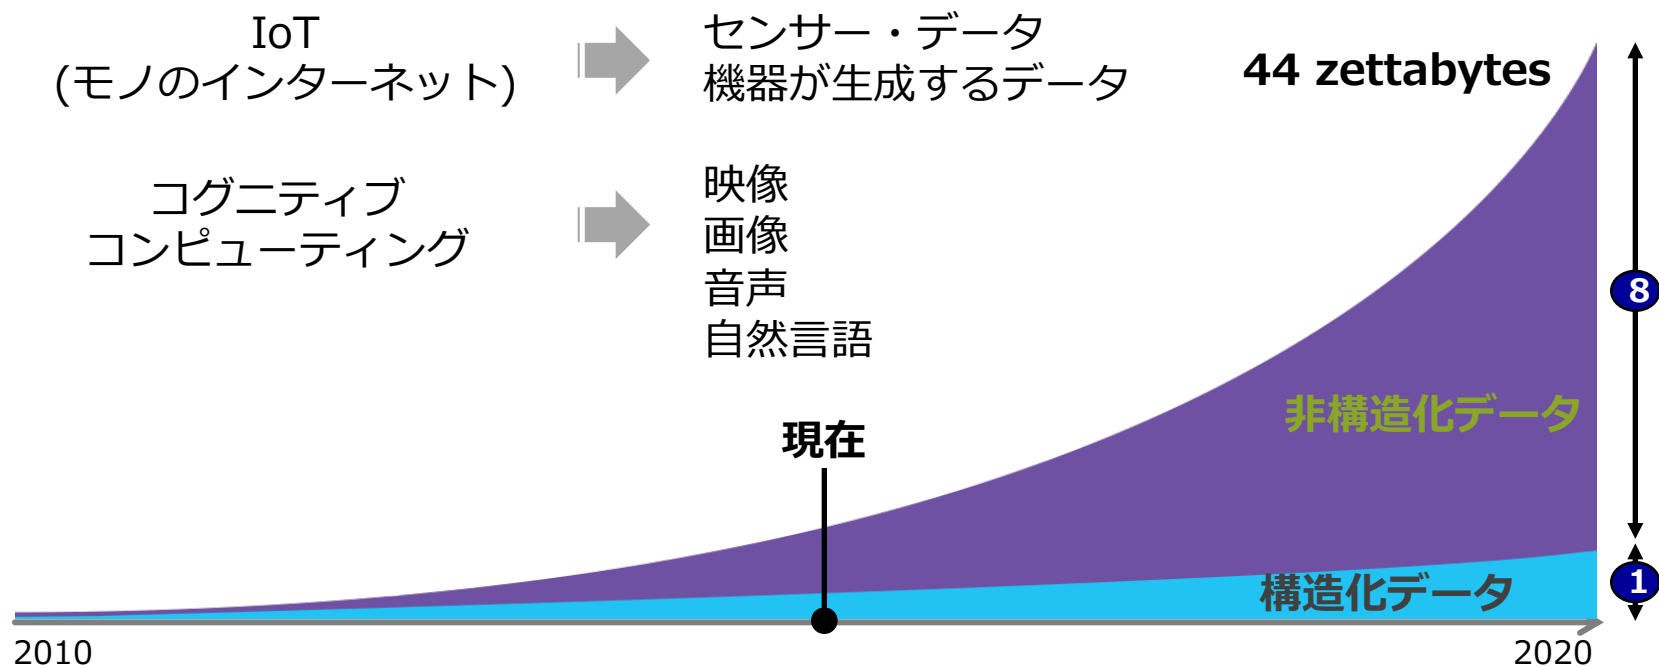 IoT
(モノのインターネット)
センサー・データ
機器が生成するデータ
44 zettabytes
コグニティブ
コンピューティング
映像
画像
音声
自然言語
8
非構造化データ
現在
構造化データ
1
2010
2020